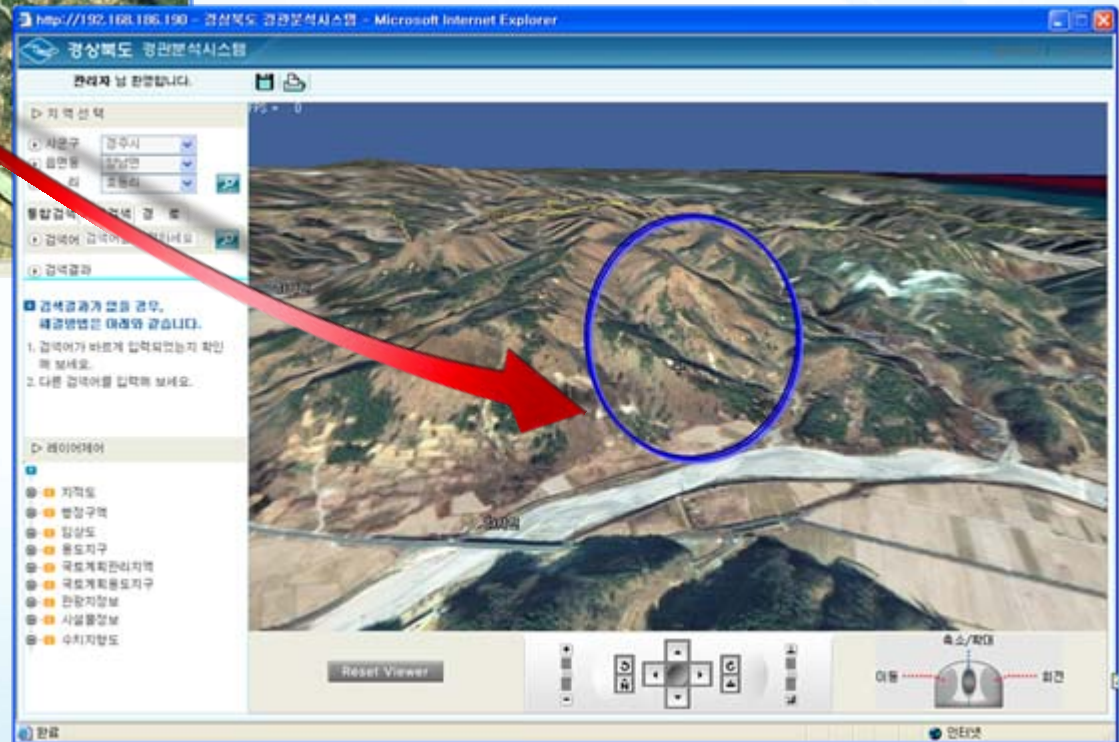 http://192.168.186.190 - 경상북도 경관분석시스템 - Microsoft Internet Explorer
경상북도 경관분석시스템
관리자 님 환영합니다.
▷ 지 역 선 택
FPS = 0
시군구 경주시
읍면동
리
통합검색 검색 경 로
검색어
검색결과
검색결과가 없을 경우,
해결방법은 아래와 같습니다.
1. 검색어가 바르게 입력되었는지 확인
해 보세요.
2. 다른 검색어를 입력해 보세요.
▷ 레이어제어
지적도
행정구역
임상도
용도지구
국토계획관리지역
국토계획용도지구
관광지정보
시설물정보
수치지형도
Reset Viewer
축소/확대
이동
회전
완료
인터넷